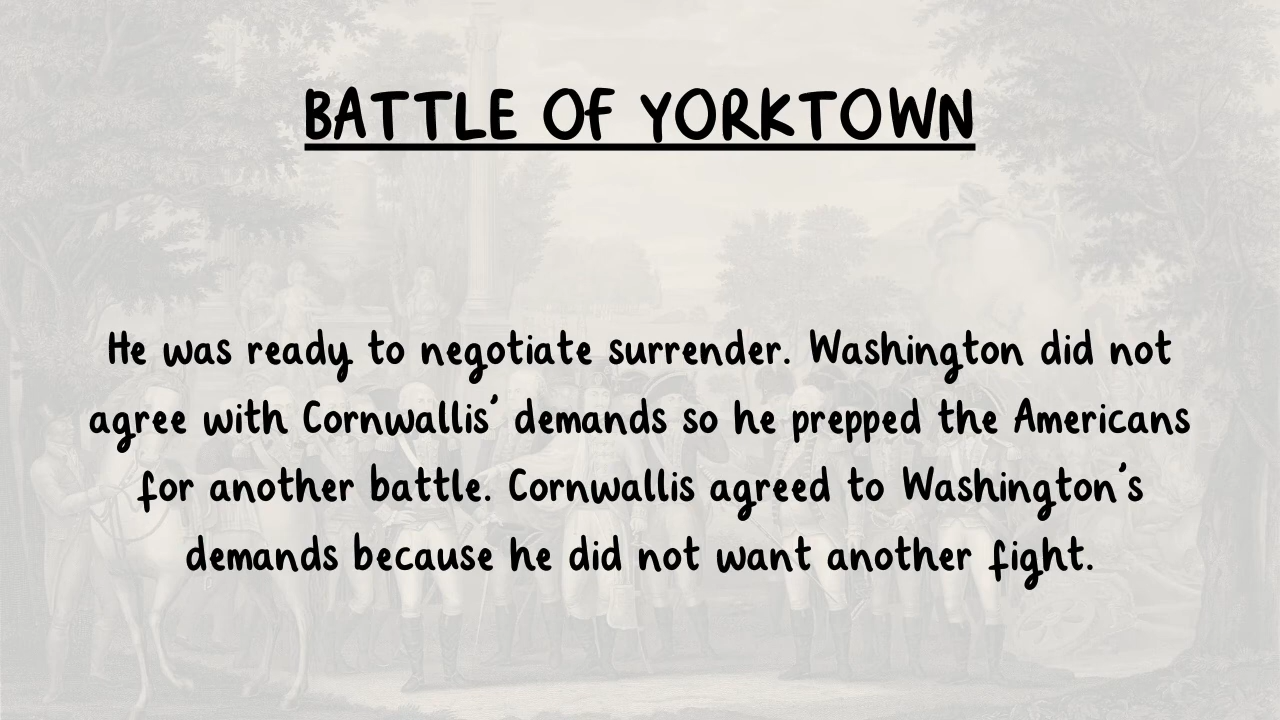 BATTLE OF YORKTOWN
He was ready to negotiate surrender. Washington did not
agree with Cornwallis’ demands so he prepped the Americans
for another battle. Cornwallis agreed to Washington’s
demands because he did not want another fight.